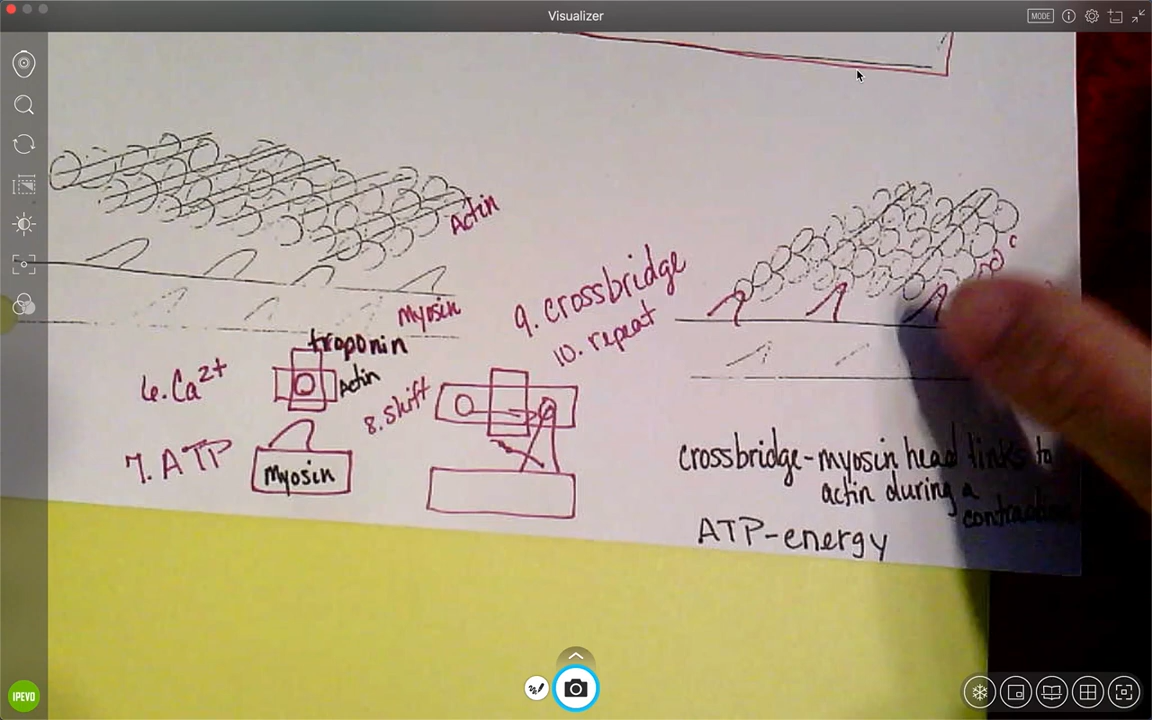 Visualizer
MODE
Actin
Myosin
troponin
Actin
6. Ca2+
7. ATP
Myosin
8. shift
9. crossbridge
10. repeat
c
crossbridge-myosin head links to
actin during a
contraction
ATP-energy
IPEVO